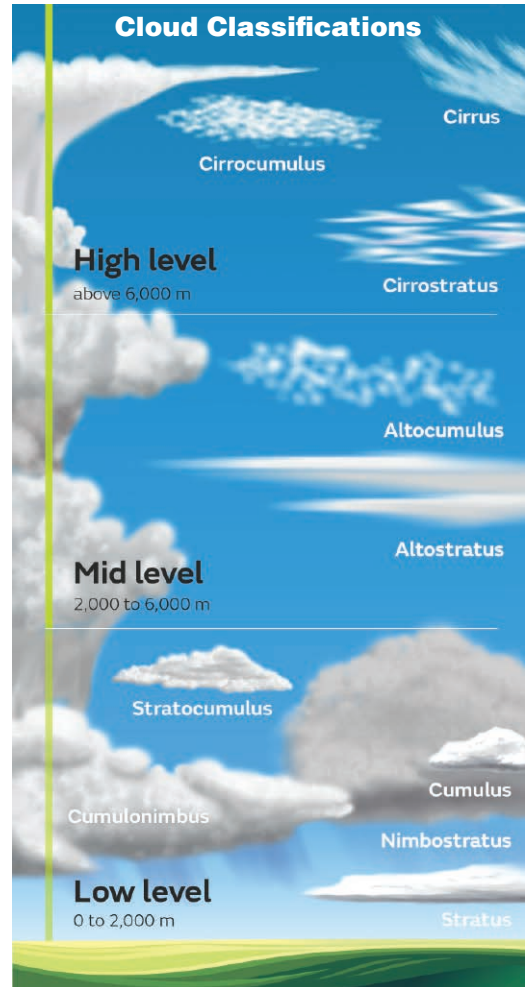 Cloud Classifications
Cirrus
Cirrocumulus
High level
above 6,000 m
Cirrostratus
Altocumulus
Altostratus
Mid level
2,000 to 6,000 m
Stratocumulus
Cumulus
Cumulonimbus
Nimbostratus
Low level
0 to 2,000 m
Stratus